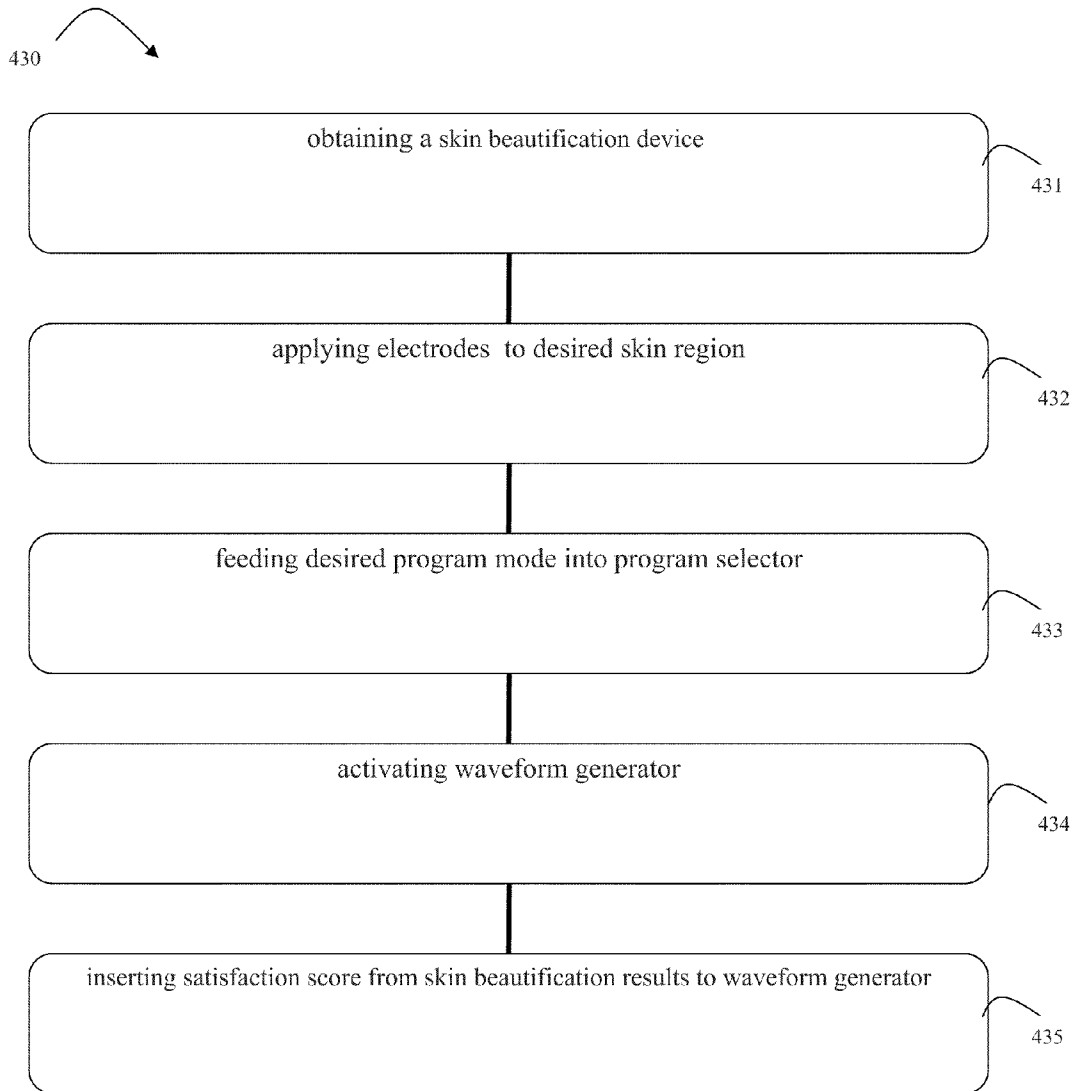 430
obtaining a skin beautification device
431
applying electrodes to desired skin region
432
feeding desired program mode into program selector
433
activating waveform generator
434
inserting satisfaction score from skin beautification results to waveform generator
435